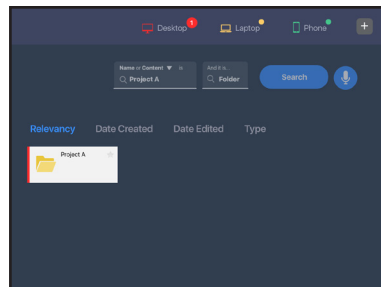 Desktop 1 Laptop Phone +
Name or Content ▼ is And it is...
Project A Folder Search
Relevancy Date Created Date Edited Type
Project A